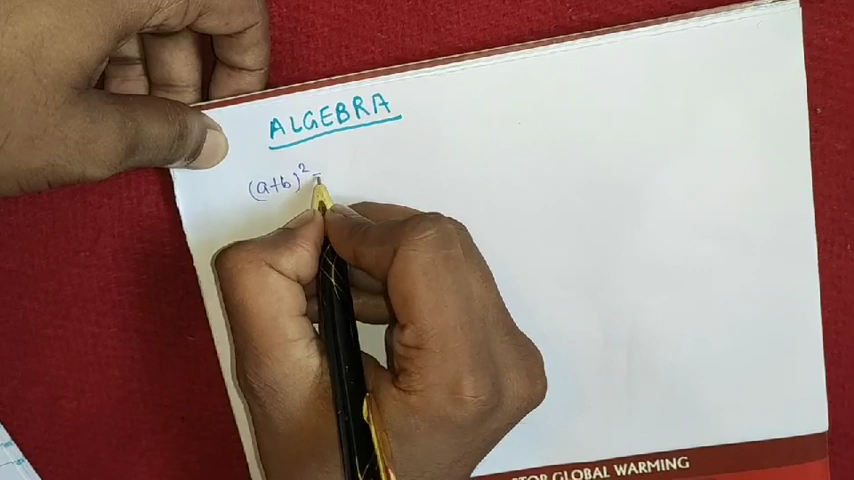 ALGEBRA
(a+b)² =
STOP GLOBAL WARMING